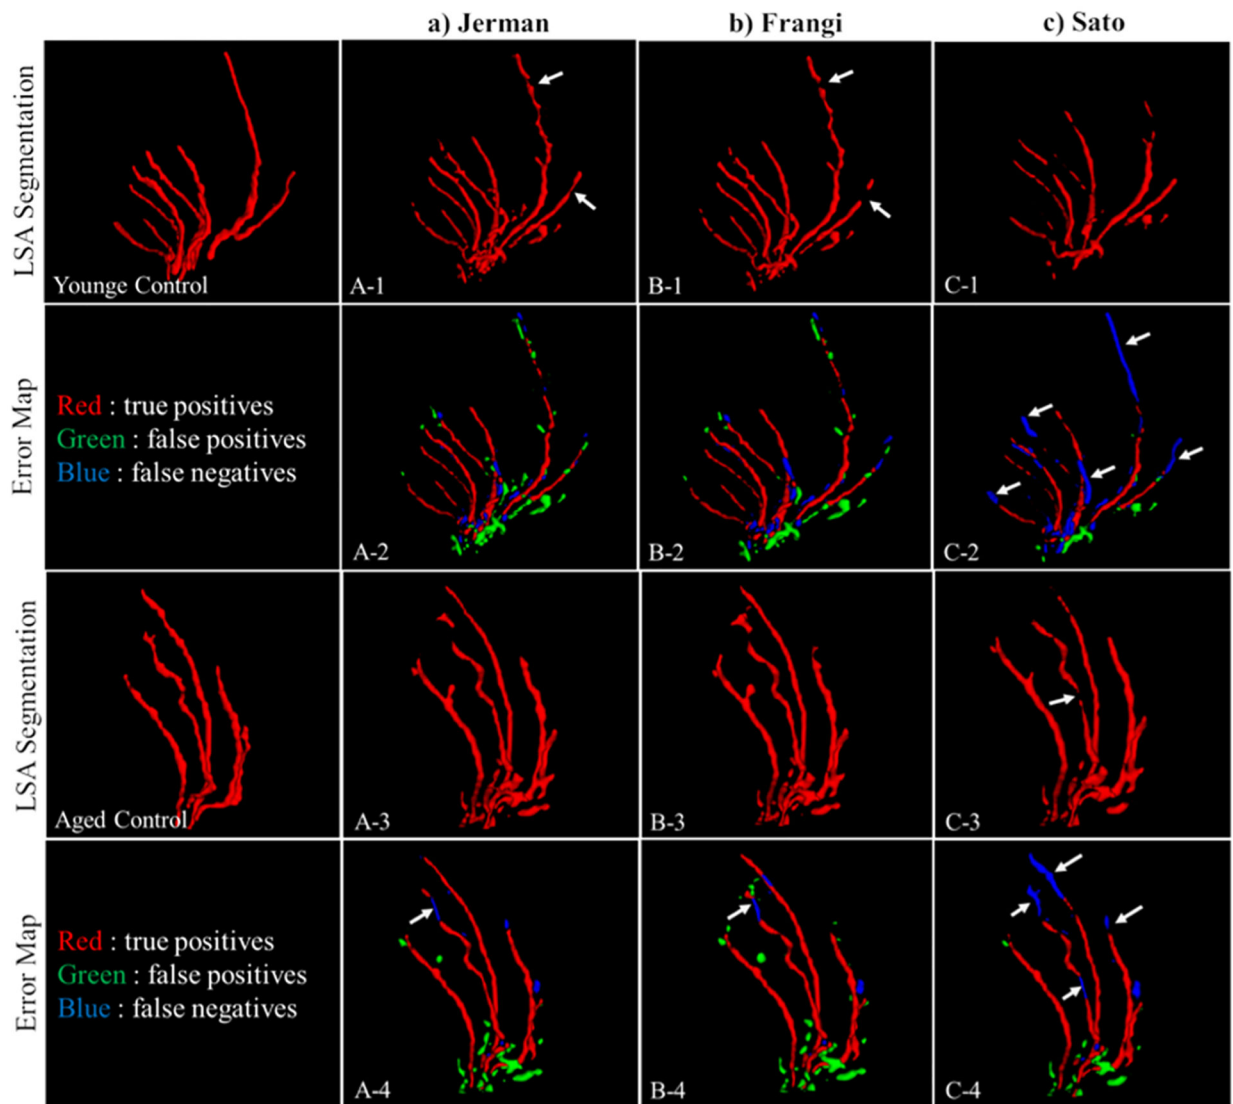 a) Jerman
b) Frangi
c) Sato
LSA Segmentation
Younge Control
A-1
B-1
C-1
Error Map
Red : true positives
Green : false positives
Blue : false negatives
A-2
B-2
C-2
LSA Segmentation
Aged Control
A-3
B-3
C-3
Error Map
Red : true positives
Green : false positives
Blue : false negatives
A-4
B-4
C-4